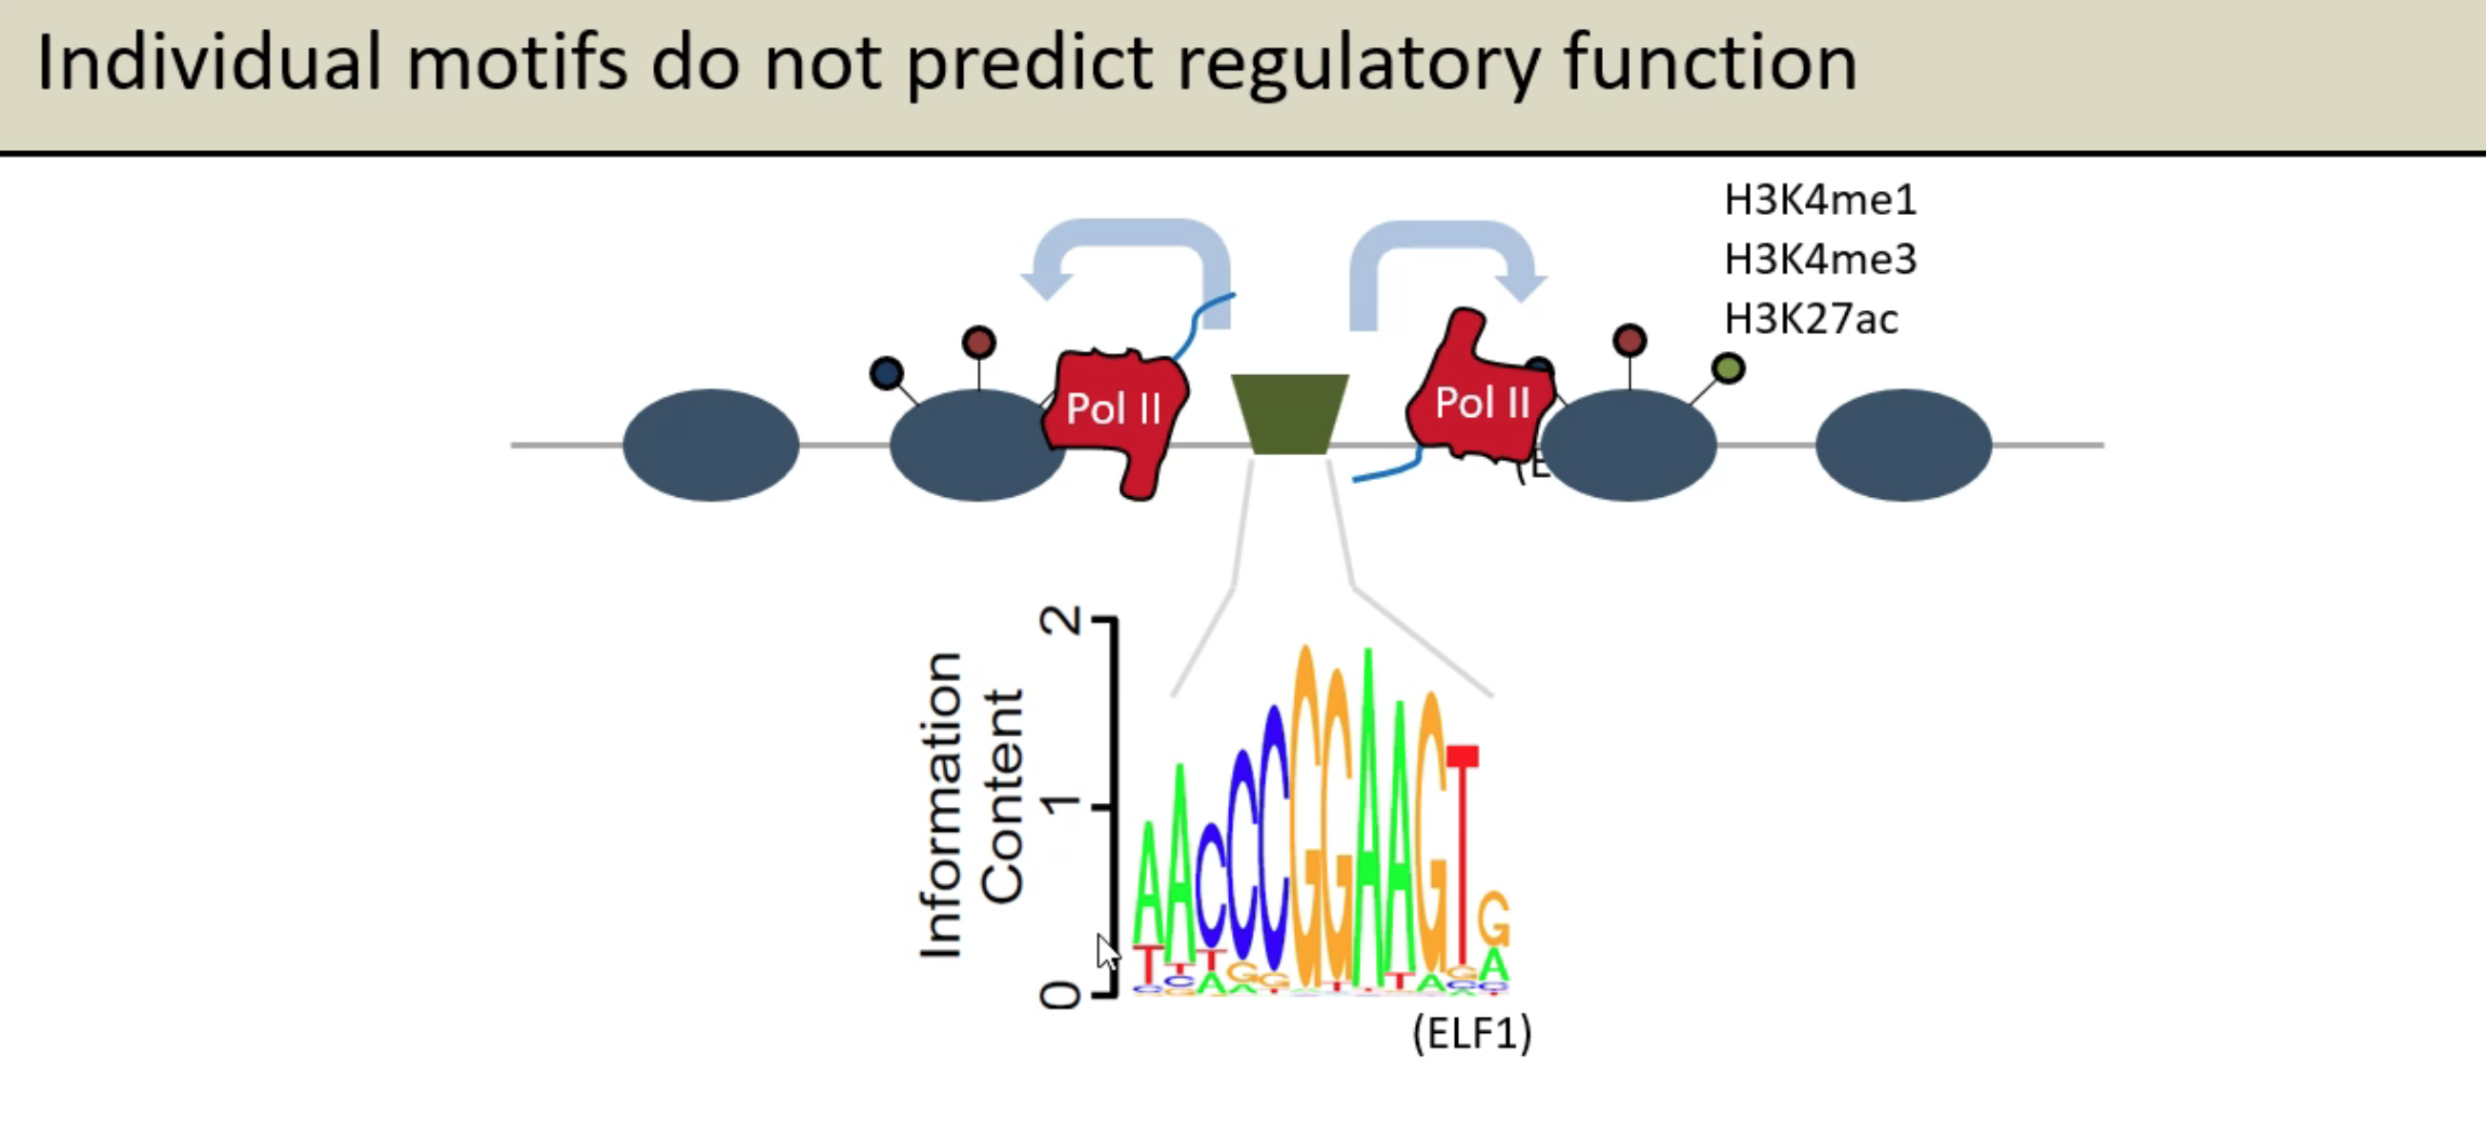 Individual motifs do not predict regulatory function
H3K4me1
H3K4me3
H3K27ac
Pol II
Pol II
(E
2
1
0
Information
Content
AACCCGGAAGTG
(ELF1)